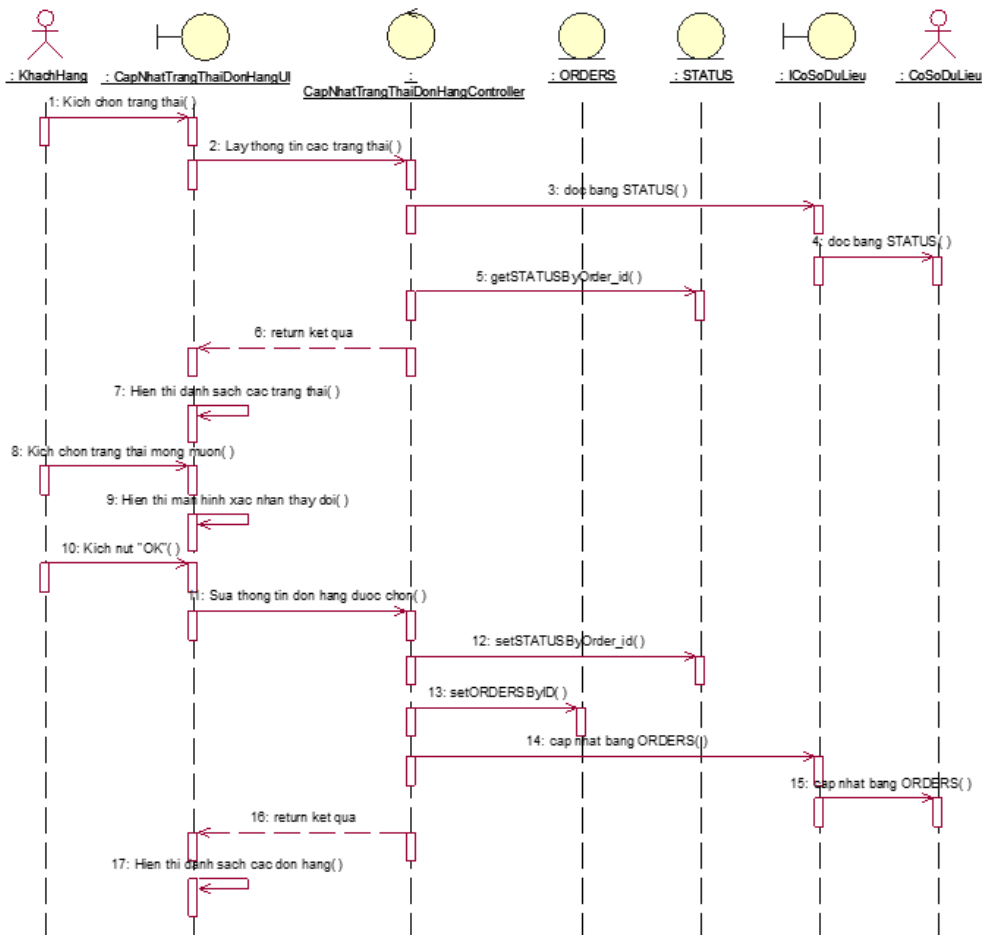 : KhachHang
: CapNhatTrangThaiDonHangUI
:
CapNhatTrangThaiDonHangController
: ORDERS
: STATUS
: ICoSoDuLieu
: CoSoDuLieu
1: Kich chon trang thai( )
2: Lay thong tin cac trang thai( )
3: doc bang STATUS( )
4: doc bang STATUS( )
5: getSTATUSByOrder_id( )
6: return ket qua
7: Hien thi danh sach cac trang thai( )
8: Kich chon trang thai mong muon( )
9: Hien thi man hinh xac nhan thay doi( )
10: Kich nut "OK"( )
11: Sua thong tin don hang duoc chon( )
12: setSTATUSByOrder_id( )
13: setORDERSByID( )
14: cap nhat bang ORDERS( )
15: cap nhat bang ORDERS( )
16: return ket qua
17: Hien thi danh sach cac don hang( )